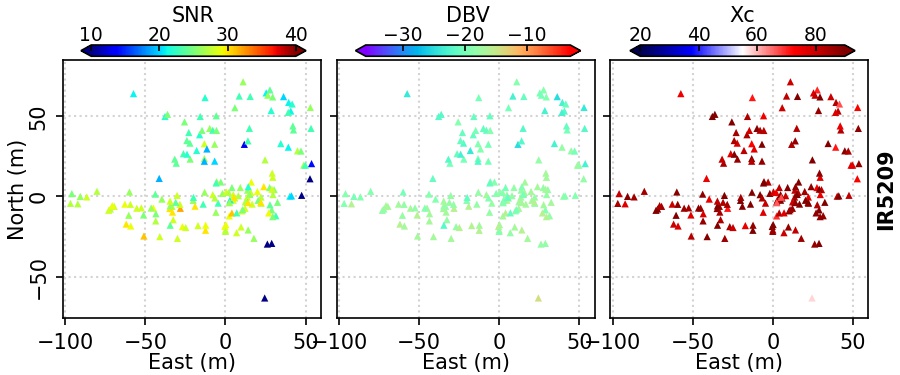 SNR DBV Xc
10 20 30 40 −30 −20 −10 20 40 60 80
North (m)
50
0
−50
IR5209
−100 −50 0 50 −100 −50 0 50 −100 −50 0 50
East (m) East (m) East (m)